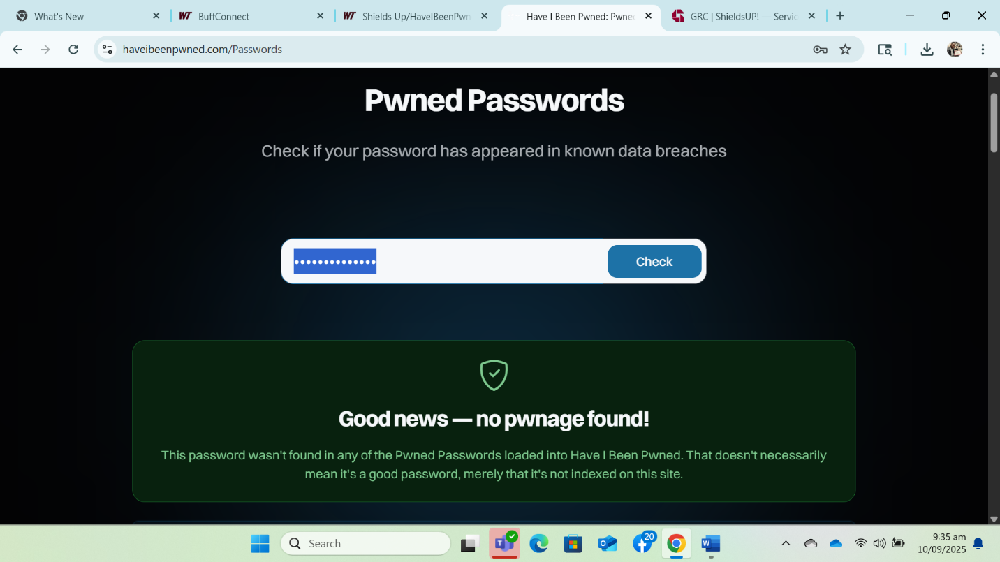 What's New
WT BuffConnect
WT Shields Up/HaveIBeenPwn
Have I Been Pwned: Pwned
GRC | ShieldsUP! — Servic
haveibeenpwned.com/Passwords
Pwned Passwords
Check if your password has appeared in known data breaches
••••••••••••••
Check
Good news — no pwnage found!
This password wasn't found in any of the Pwned Passwords loaded into Have I Been Pwned. That doesn't necessarily
mean it's a good password, merely that it's not indexed on this site.
Search
T
20
W
9:35 am
10/09/2025